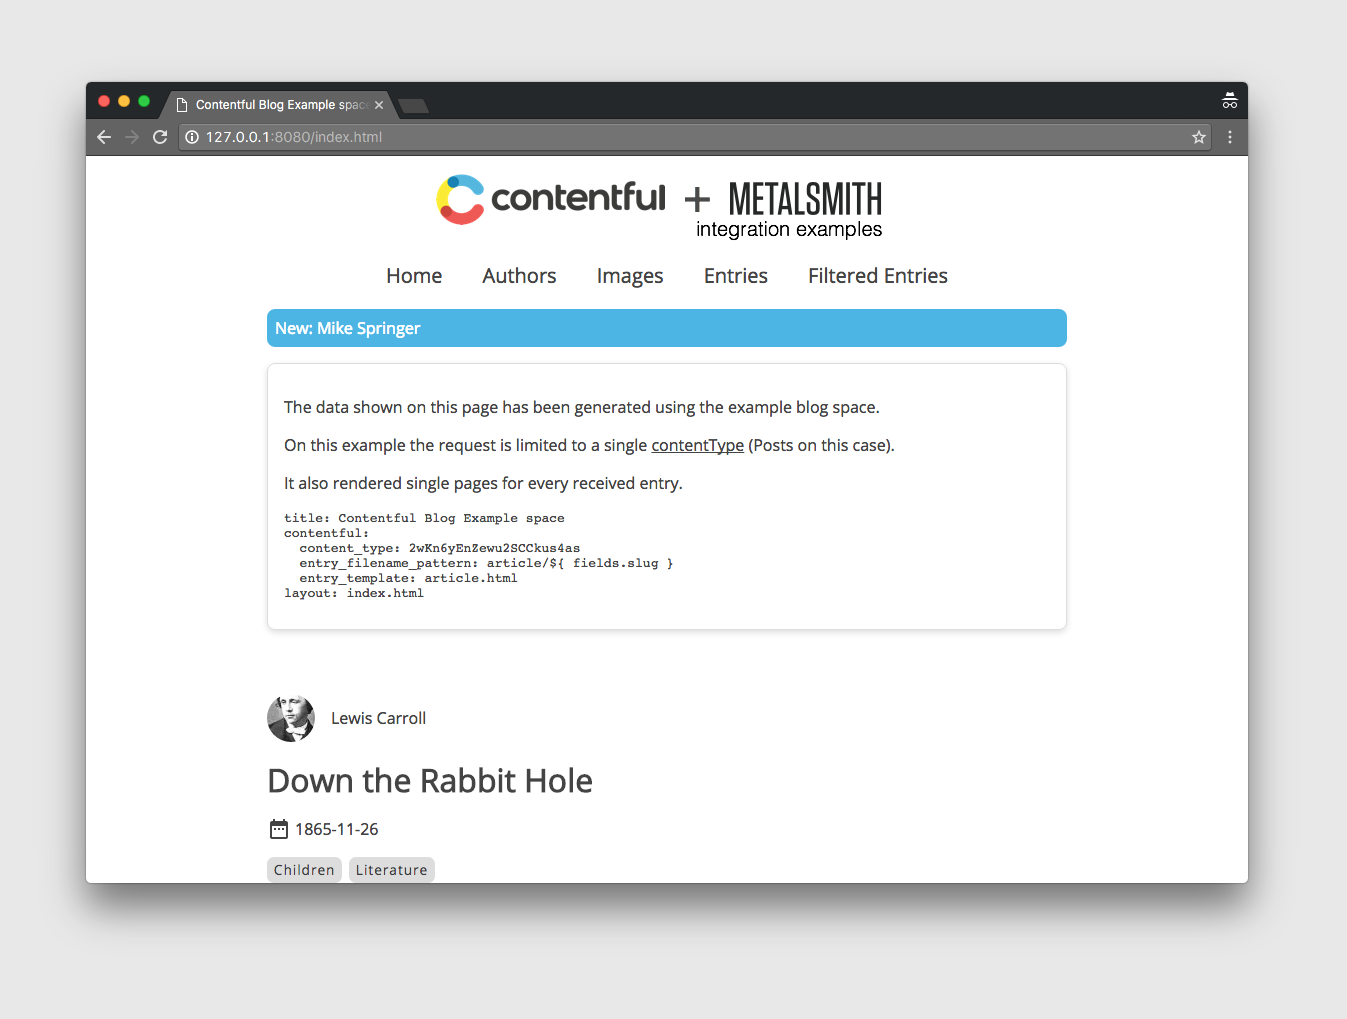 Contentful Blog Example space
127.0.0.1:8080/index.html
contentful + METALSMITH
integration examples
Home Authors Images Entries Filtered Entries
New: Mike Springer
The data shown on this page has been generated using the example blog space.
On this example the request is limited to a single contentType (Posts on this case).
It also rendered single pages for every received entry.
title: Contentful Blog Example space
contentful:
  content_type: 2wKn6yEnZewu2SCCkus4as
  entry_filename_pattern: article/${ fields.slug }
  entry_template: article.html
layout: index.html
Lewis Carroll
Down the Rabbit Hole
1865-11-26
Children Literature